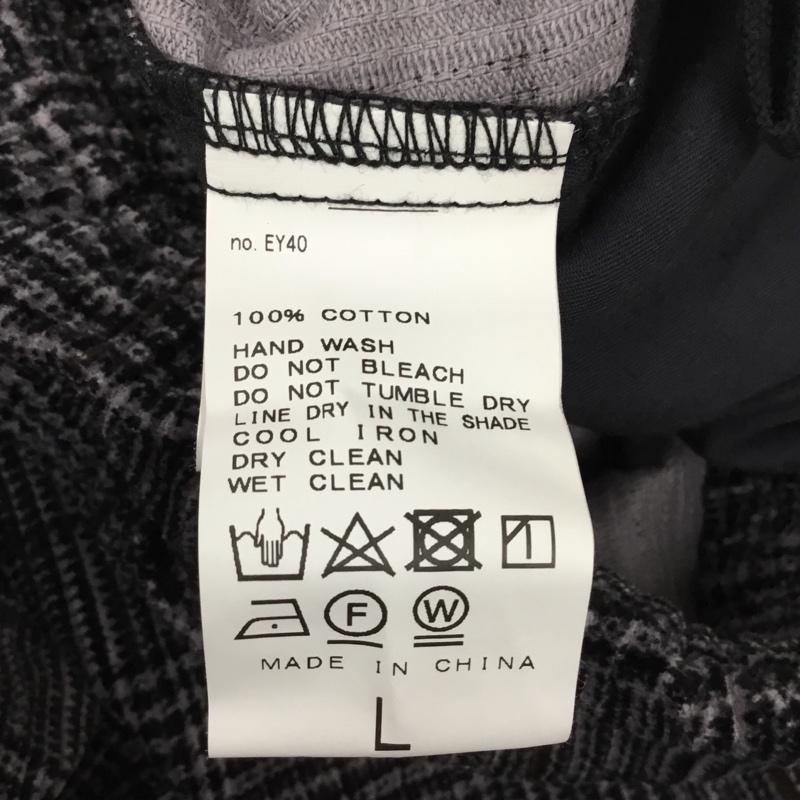 no. EY40
100% COTTON
HAND WASH
DO NOT BLEACH
DO NOT TUMBLE DRY
LINE DRY IN THE SHADE
COOL IRON
DRY CLEAN
WET CLEAN
F W
MADE IN CHINA
L